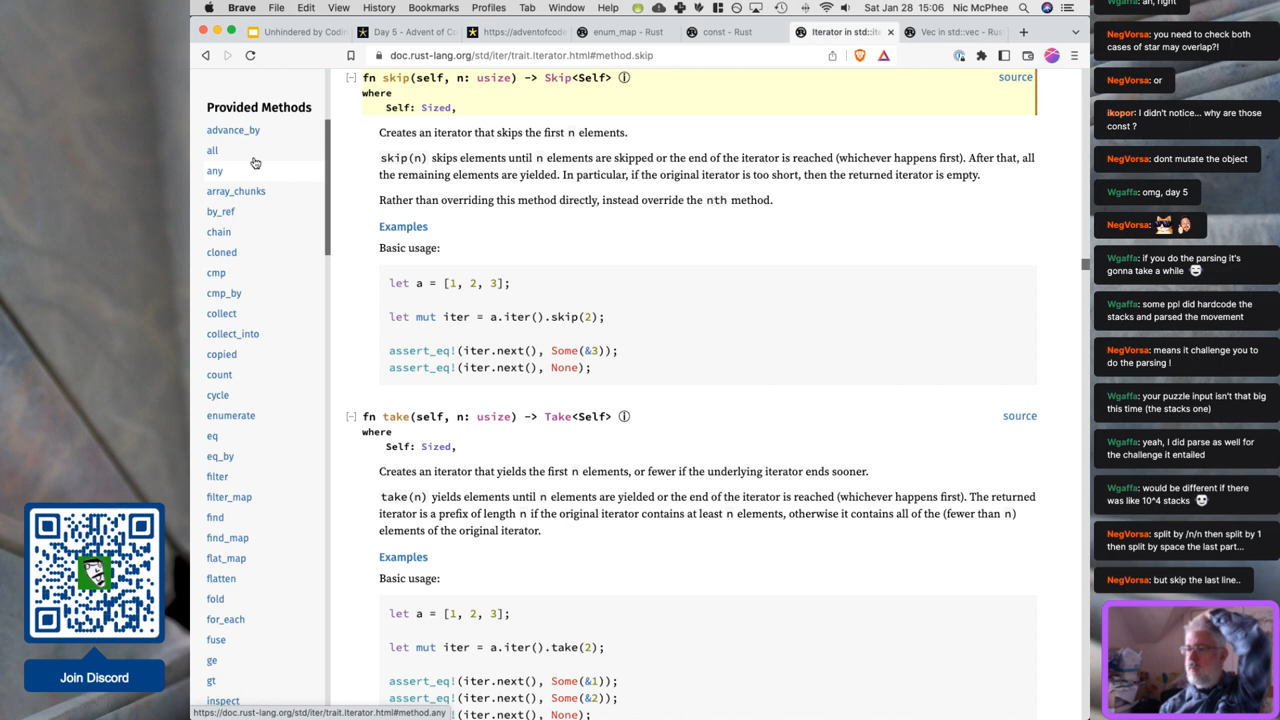 Brave File Edit View History Bookmarks Profiles Tab Window Help Sat Jan 28 15:06 Nic McPhee
Unhindered by Codin
Day 5 - Advent of Co
https://adventofcode
enum_map - Rust
const - Rust
Iterator in std::ite
Vec in std::vec - Rus
doc.rust-lang.org/std/iter/trait.Iterator.html#method.skip
Provided Methods
advance_by
all
any
array_chunks
by_ref
chain
cloned
cmp
cmp_by
collect
collect_into
copied
count
cycle
enumerate
eq
eq_by
filter
filter_map
find
find_map
flat_map
flatten
fold
for_each
fuse
ge
gt
inspect
[-] fn skip(self, n: usize) -> Skip<Self> ⓘ source
where
Self: Sized,
Creates an iterator that skips the first n elements.
skip(n) skips elements until n elements are skipped or the end of the iterator is reached (whichever happens first). After that, all
the remaining elements are yielded. In particular, if the original iterator is too short, then the returned iterator is empty.
Rather than overriding this method directly, instead override the nth method.
Examples
Basic usage:
let a = [1, 2, 3];
let mut iter = a.iter().skip(2);
assert_eq!(iter.next(), Some(&3));
assert_eq!(iter.next(), None);
[-] fn take(self, n: usize) -> Take<Self> ⓘ source
where
Self: Sized,
Creates an iterator that yields the first n elements, or fewer if the underlying iterator ends sooner.
take(n) yields elements until n elements are yielded or the end of the iterator is reached (whichever happens first). The returned
iterator is a prefix of length n if the original iterator contains at least n elements, otherwise it contains all of the (fewer than n)
elements of the original iterator.
Examples
Basic usage:
let a = [1, 2, 3];
let mut iter = a.iter().take(2);
assert_eq!(iter.next(), Some(&1));
assert_eq!(iter.next(), Some(&2));
assert_eq!(iter.next(), None);
https://doc.rust-lang.org/std/iter/trait.Iterator.html#method.any
Join Discord
Wgaffa: ah, right
NegVorsa: you need to check both
cases of star may overlap?!
NegVorsa: or
ikopor: I didn't notice... why are those
const ?
NegVorsa: dont mutate the object
Wgaffa: omg, day 5
NegVorsa:
Wgaffa: if you do the parsing it's
gonna take a while
Wgaffa: some ppl did hardcode the
stacks and parsed the movement
NegVorsa: means it challenge you to
do the parsing !
Wgaffa: your puzzle input isn't that big
this time (the stacks one)
Wgaffa: yeah, I did parse as well for
the challenge it entailed
Wgaffa: would be different if there
was like 10^4 stacks
NegVorsa: split by /n/n then split by 1
then split by space the last part...
NegVorsa: but skip the last line..